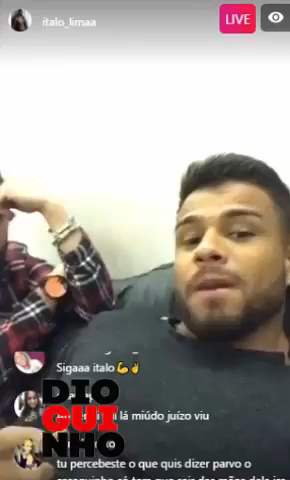 italo_limaa
LIVE
Sigaaa italo💪✌
DIO
GUI
NHO
lá miúdo juízo viu
tu percebeste o que quis dizer parvo o